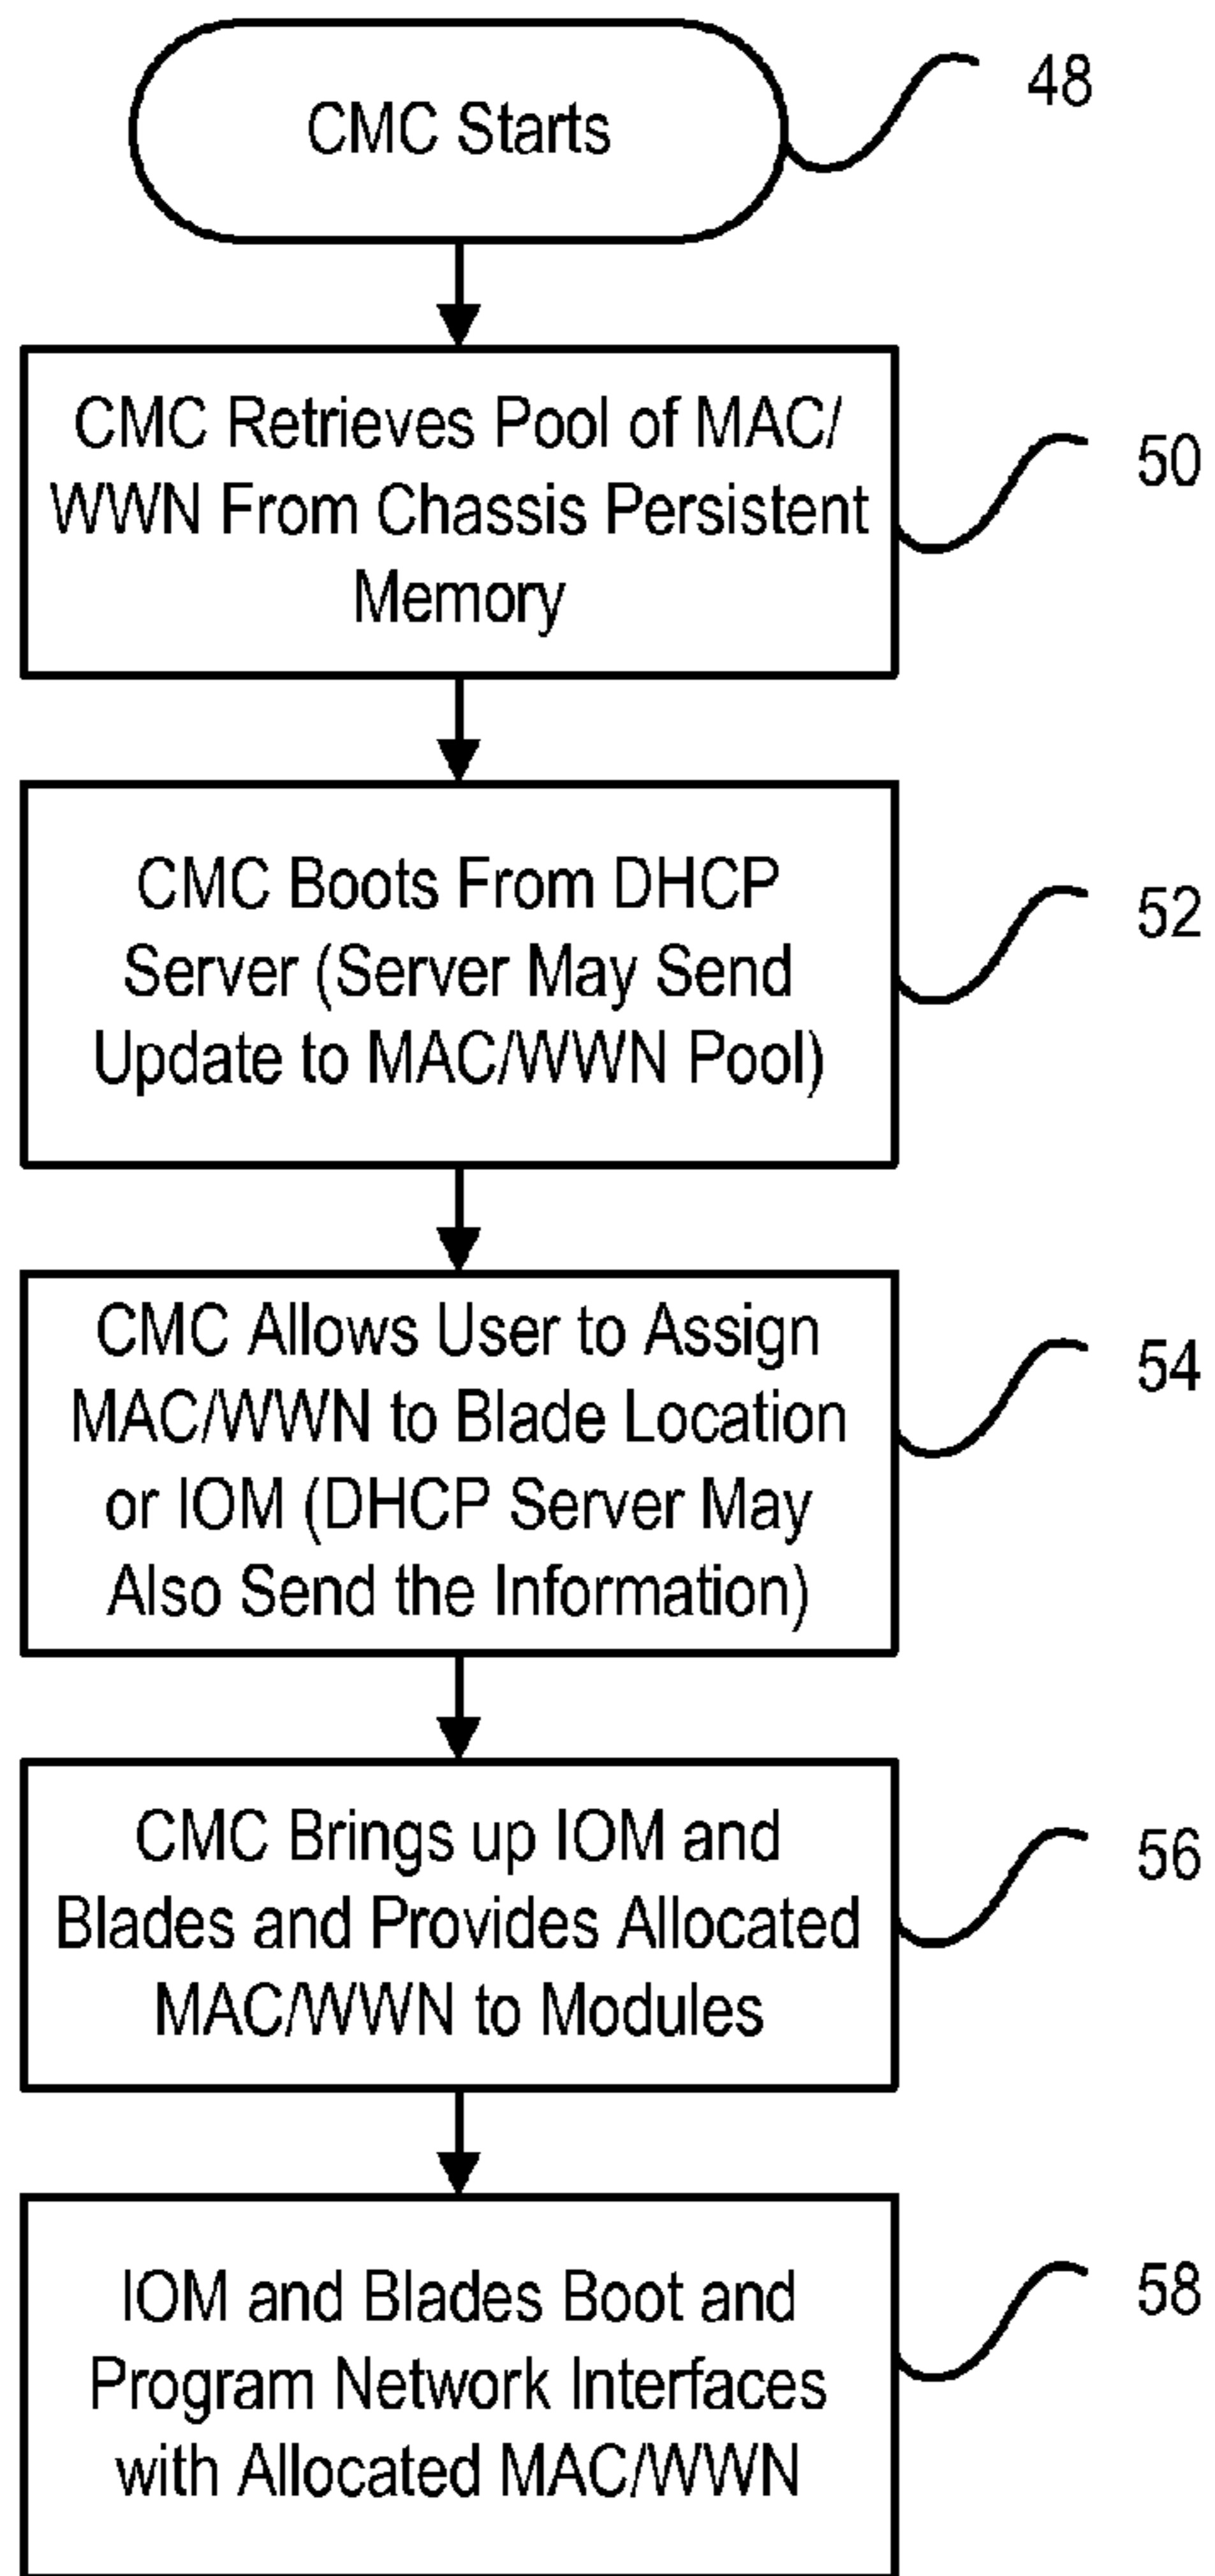 CMC Starts
48
CMC Retrieves Pool of MAC/
WWN From Chassis Persistent
Memory
50
CMC Boots From DHCP
Server (Server May Send
Update to MAC/WWN Pool)
52
CMC Allows User to Assign
MAC/WWN to Blade Location
or IOM (DHCP Server May
Also Send the Information)
54
CMC Brings up IOM and
Blades and Provides Allocated
MAC/WWN to Modules
56
IOM and Blades Boot and
Program Network Interfaces
with Allocated MAC/WWN
58